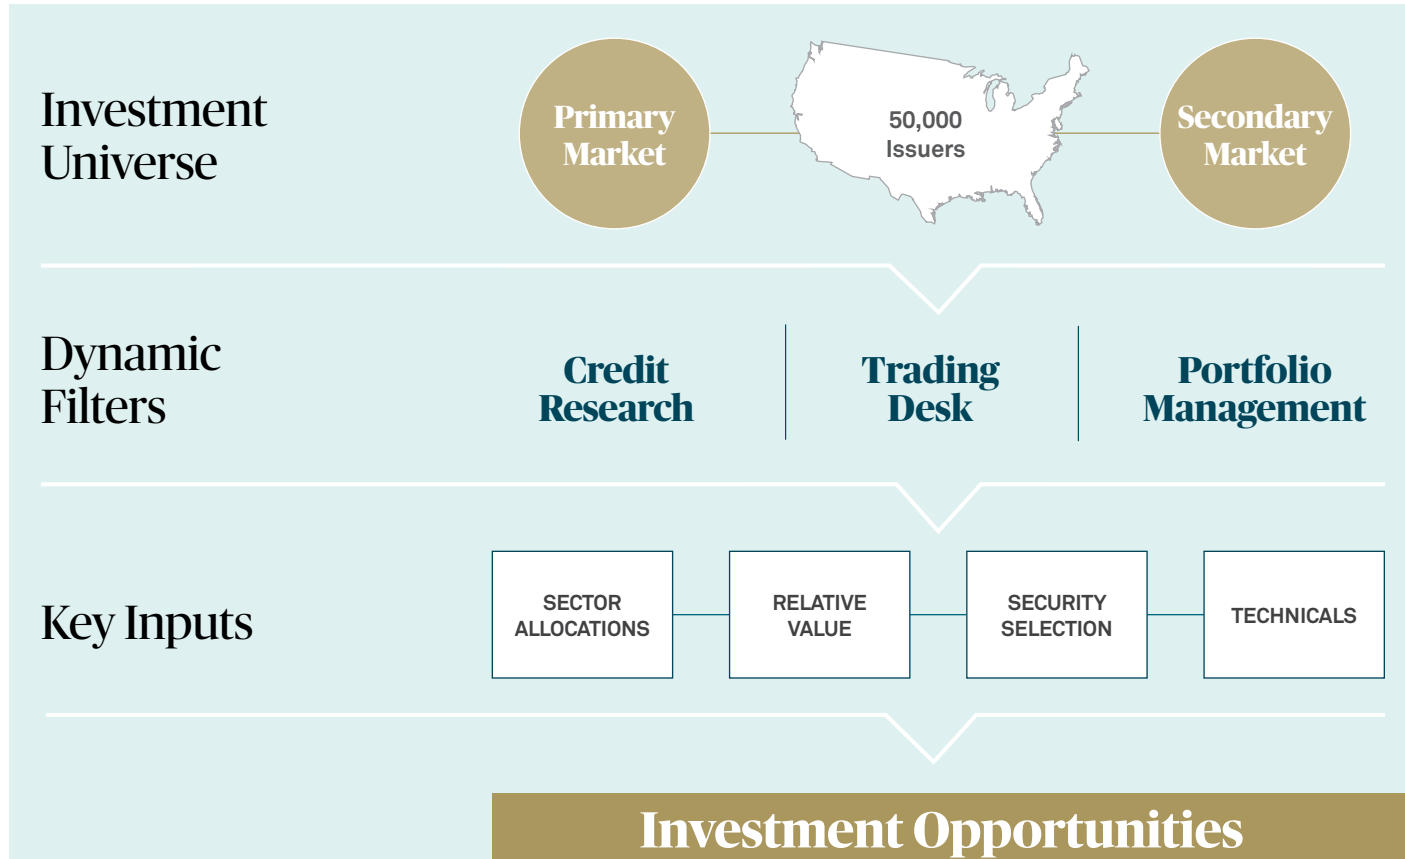 Investment
Universe
Primary
Market
50,000
Issuers
Secondary
Market
Dynamic
Filters
Credit
Research
Trading
Desk
Portfolio
Management
Key Inputs
SECTOR
ALLOCATIONS
RELATIVE
VALUE
SECURITY
SELECTION
TECHNICALS
Investment Opportunities